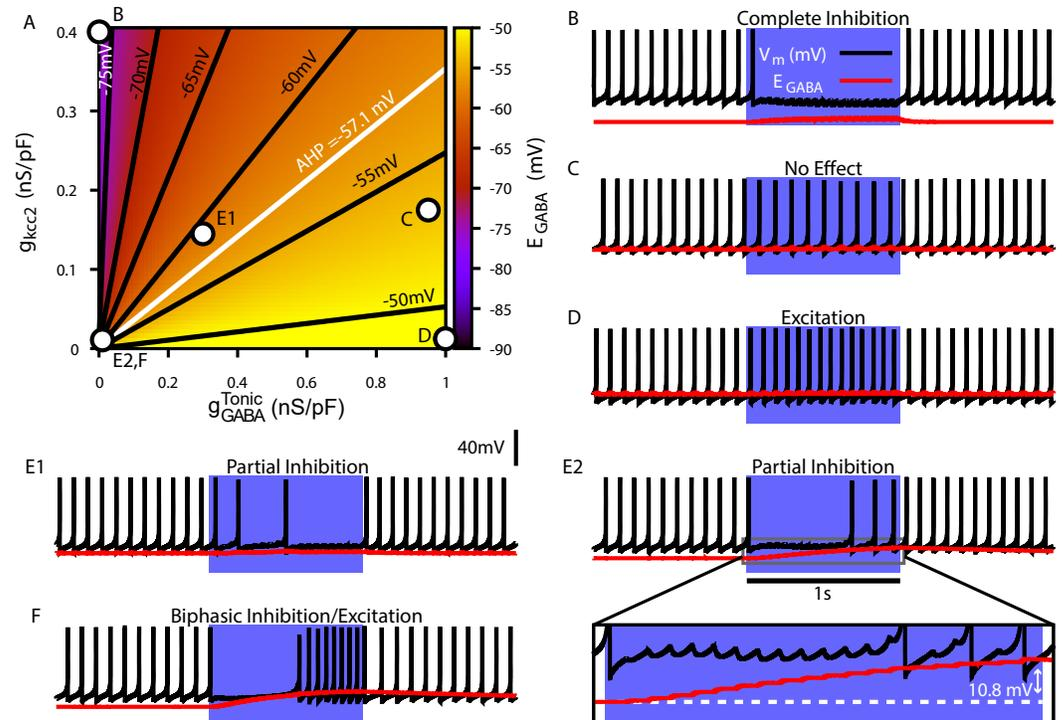 A
B
0.4
0.3
0.2
0.1
0
gkcc2 (nS/pF)
-75mV
-70mV
-65mV
-60mV
AHP =-57.1 mV
-55mV
-50mV
E1
C
D
E2,F
0 0.2 0.4 0.6 0.8 1
g Tonic GABA (nS/pF)
-50
-55
-60
-65
-70
-75
-80
-85
-90
E GABA (mV)
B
Complete Inhibition
Vm (mV)
E GABA
C
No Effect
D
Excitation
40mV
E1
Partial Inhibition
E2
Partial Inhibition
1s
F
Biphasic Inhibition/Excitation
10.8 mV